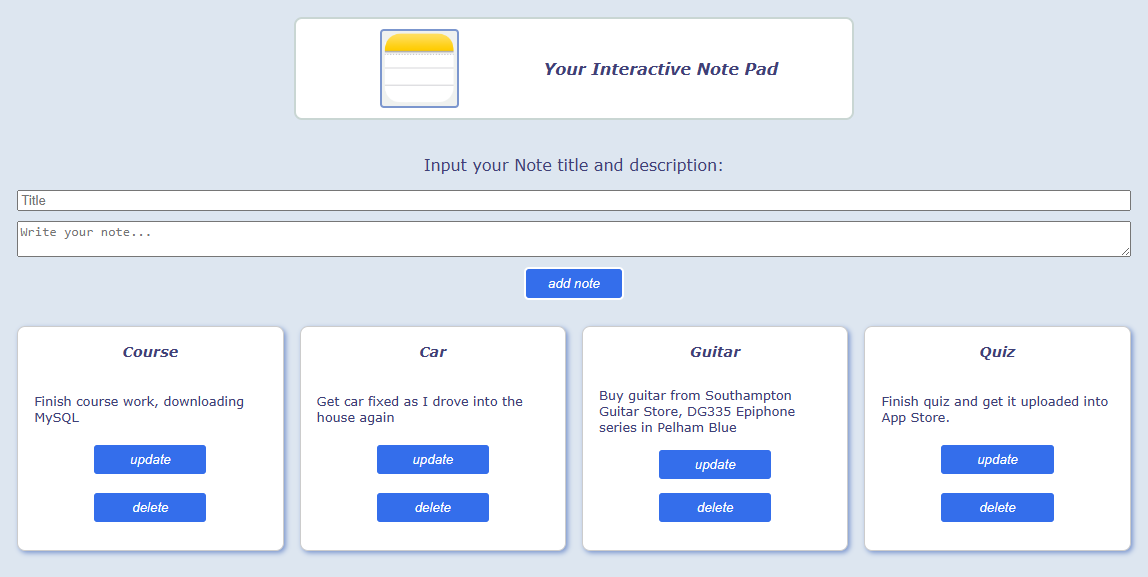 Your Interactive Note Pad
Input your Note title and description:
Title
Write your note...
add note
Course
Finish course work, downloading
MySQL
update
delete
Car
Get car fixed as I drove into the
house again
update
delete
Guitar
Buy guitar from Southampton
Guitar Store, DG335 Epiphone
series in Pelham Blue
update
delete
Quiz
Finish quiz and get it uploaded into
App Store.
update
delete